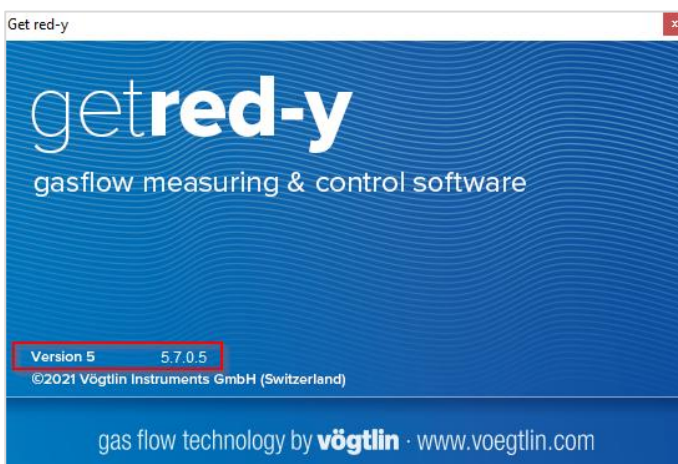 Get red-y
x
getred-y
gasflow measuring & control software
Version 5 5.7.0.5
©2021 Vögtlin Instruments GmbH (Switzerland)
gas flow technology by vögtlin · www.voegtlin.com